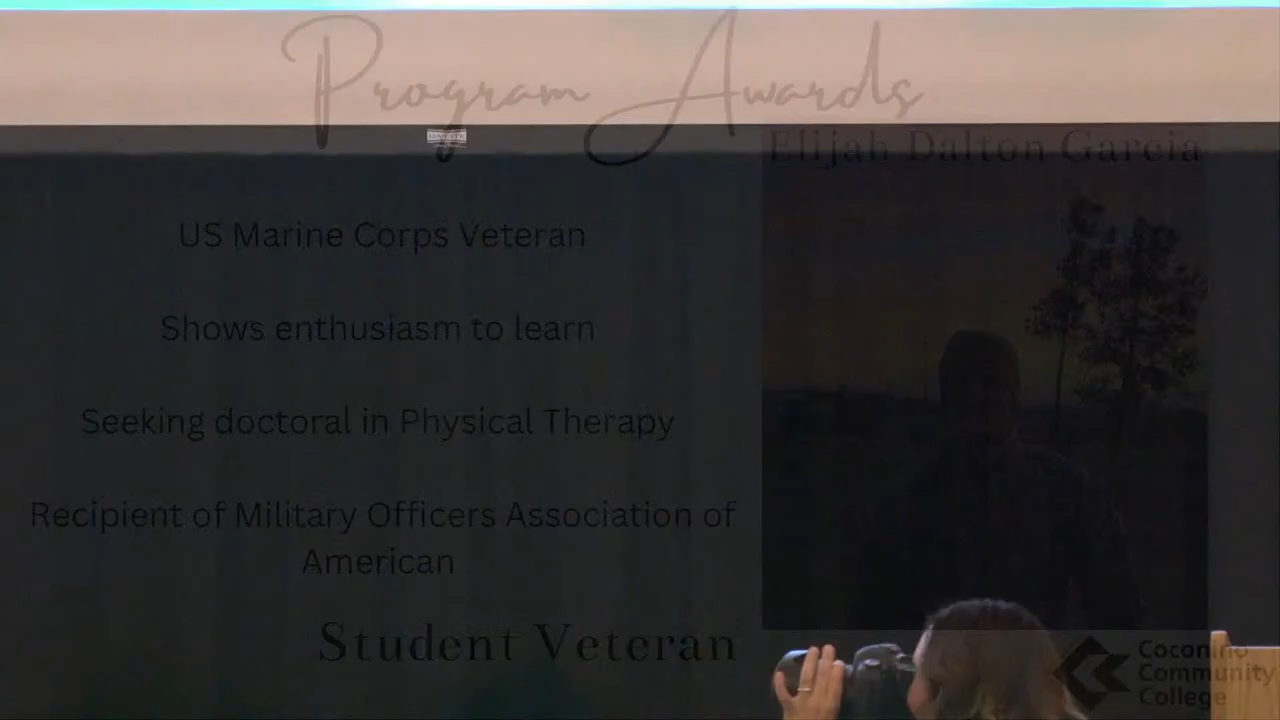 Program Awards
Elijah Dalton Garcia
US Marine Corps Veteran
Shows enthusiasm to learn
Seeking doctoral in Physical Therapy
Recipient of Military Officers Association of
American
Student Veteran
Coconino
Community
College